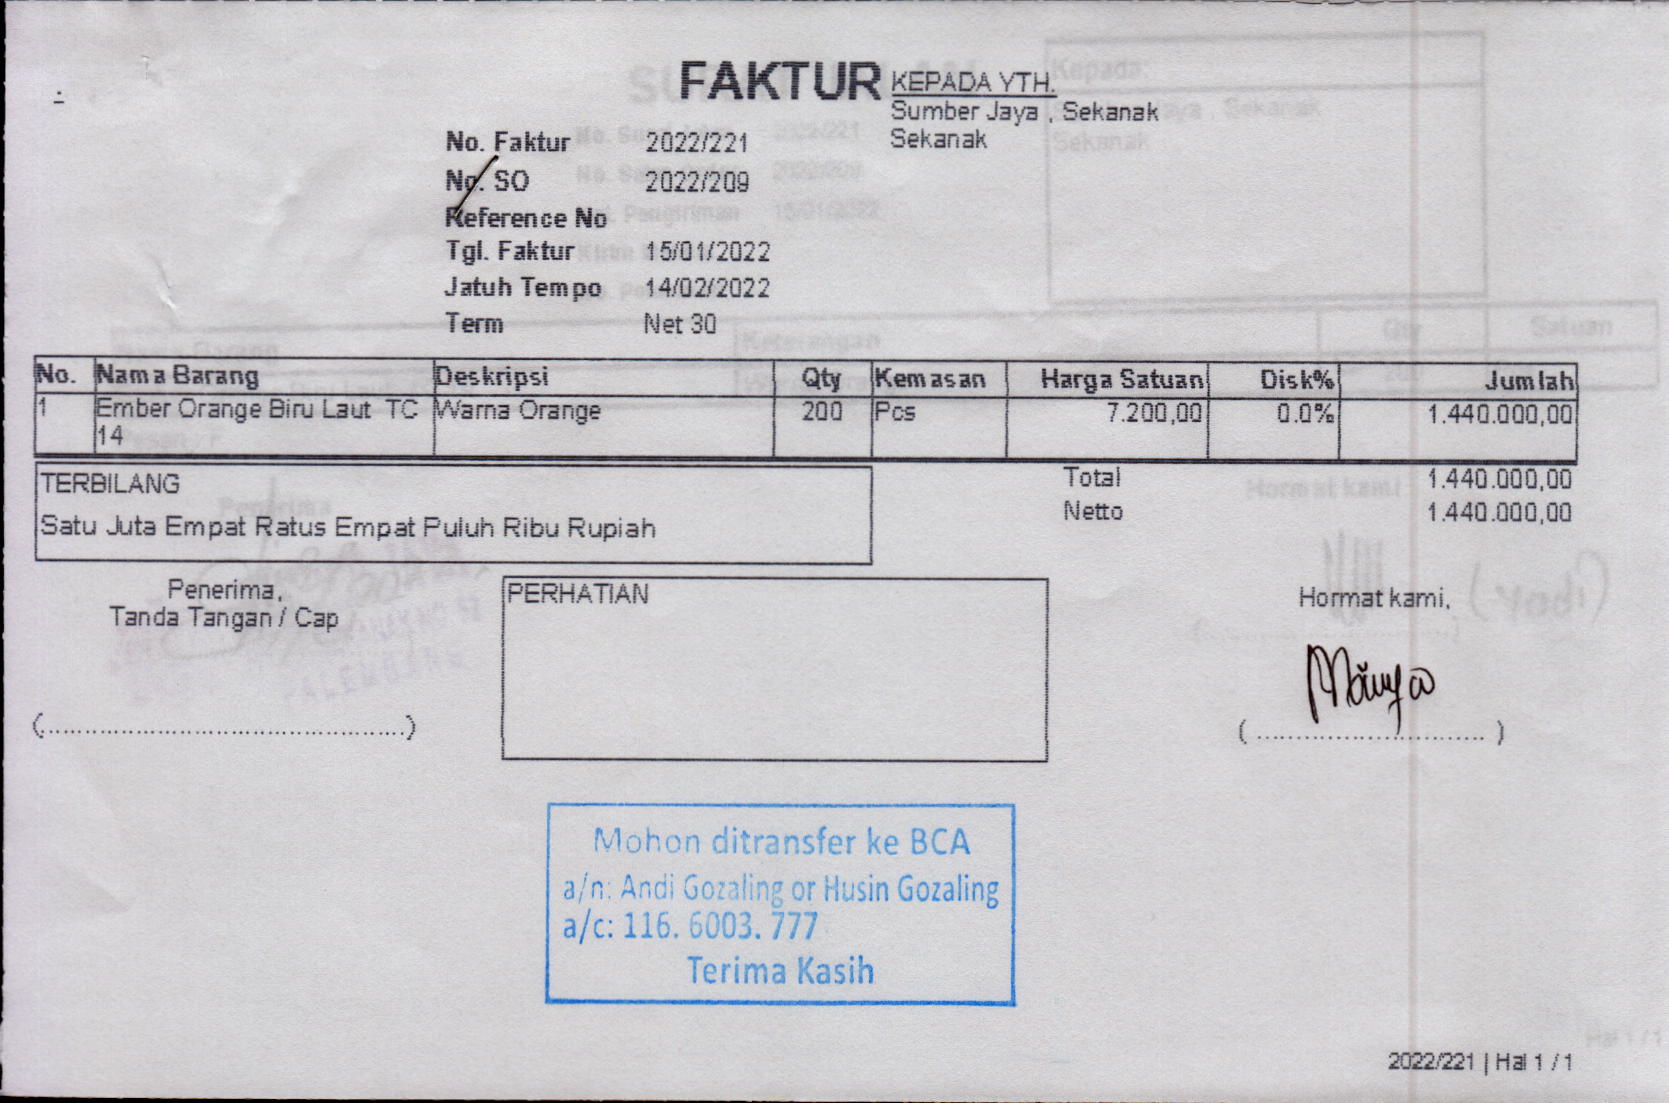 FAKTUR
KEPADA YTH.
Sumber Jaya , Sekanak
Sekanak
No. Faktur 2022/221
No. SO 2022/209
Reference No
Tgl. Faktur 15/01/2022
Jatuh Tempo 14/02/2022
Term Net 30
No. Nama Barang Deskripsi Qty Kemasan Harga Satuan Disk% Jumlah
1 Ember Orange Biru Laut TC 14 Warna Orange 200 Pcs 7.200,00 0.0% 1.440.000,00
TERBILANG
Satu Juta Empat Ratus Empat Puluh Ribu Rupiah
Total 1.440.000,00
Netto 1.440.000,00
Penerima,
Tanda Tangan / Cap
(..............................................)
PERHATIAN
Hormat kami,
(............................. )
Mohon ditransfer ke BCA
a/n: Andi Gozaling or Husin Gozaling
a/c: 116. 6003. 777
Terima Kasih
2022/221 | Hal 1 / 1